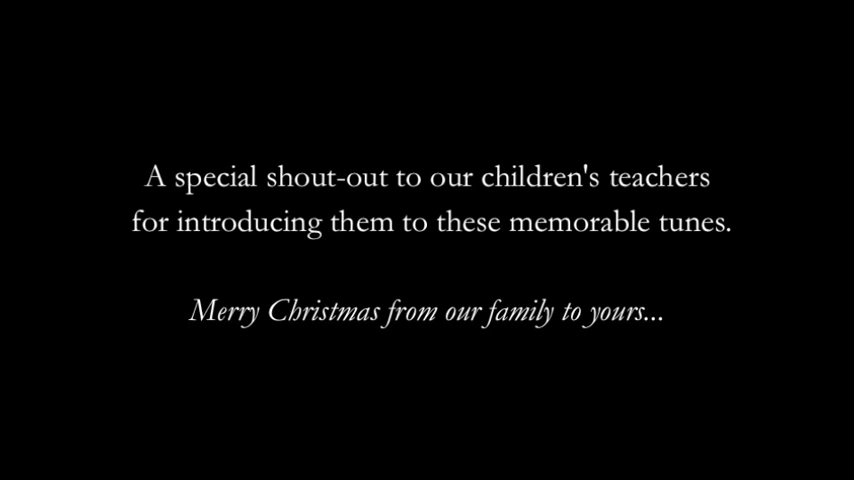 A special shout-out to our children's teachers
for introducing them to these memorable tunes.
Merry Christmas from our family to yours...